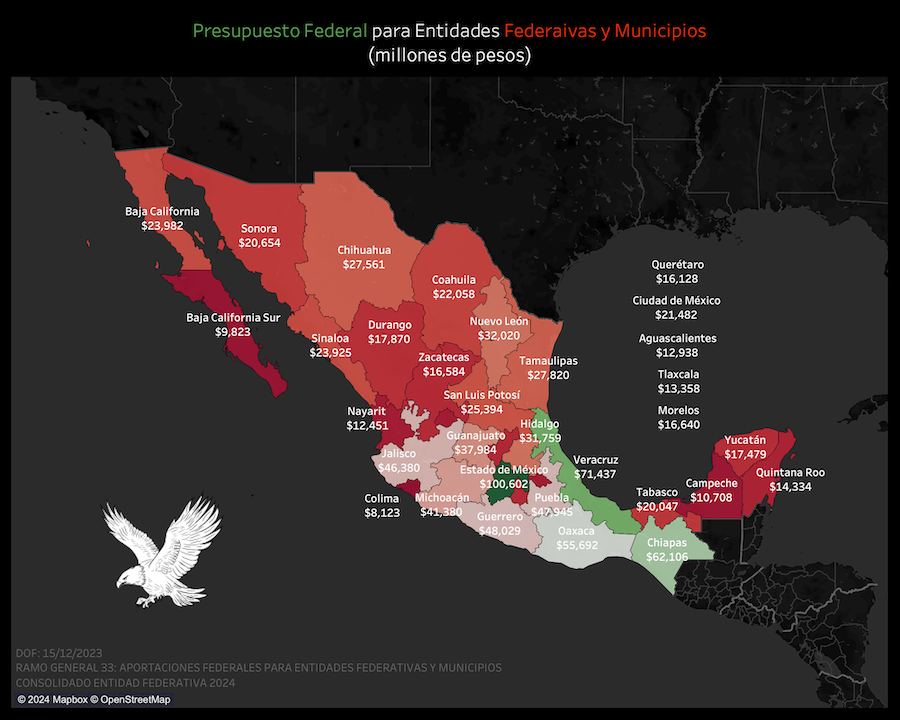 Presupuesto Federal para Entidades Federaivas y Municipios
(millones de pesos)
Baja California
$23,982
Sonora
$20,654
Chihuahua
$27,561
Coahuila
$22,058
Querétaro
$16,128
Ciudad de México
$21,482
Baja California Sur
$9,823
Sinaloa
$23,925
Durango
$17,870
Nuevo León
$32,020
Aguascalientes
$12,938
Zacatecas
$16,584
Tamaulipas
$27,820
Tlaxcala
$13,358
San Luis Potosí
$25,394
Nayarit
$12,451
Hidalgo
$31,759
Morelos
$16,640
Guanajuato
$37,984
Jalisco
$46,380
Estado de México
$100,602
Veracruz
$71,437
Yucatán
$17,479
Quintana Roo
$14,334
Campeche
$10,708
Tabasco
$20,047
Colima
$8,123
Michoacán
$41,380
Puebla
$47,945
Guerrero
$48,029
Oaxaca
$55,692
Chiapas
$62,106
DOF: 15/12/2023
RAMO GENERAL 33: APORTACIONES FEDERALES PARA ENTIDADES FEDERATIVAS Y MUNICIPIOS
CONSOLIDADO ENTIDAD FEDERATIVA 2024
© 2024 Mapbox © OpenStreetMap